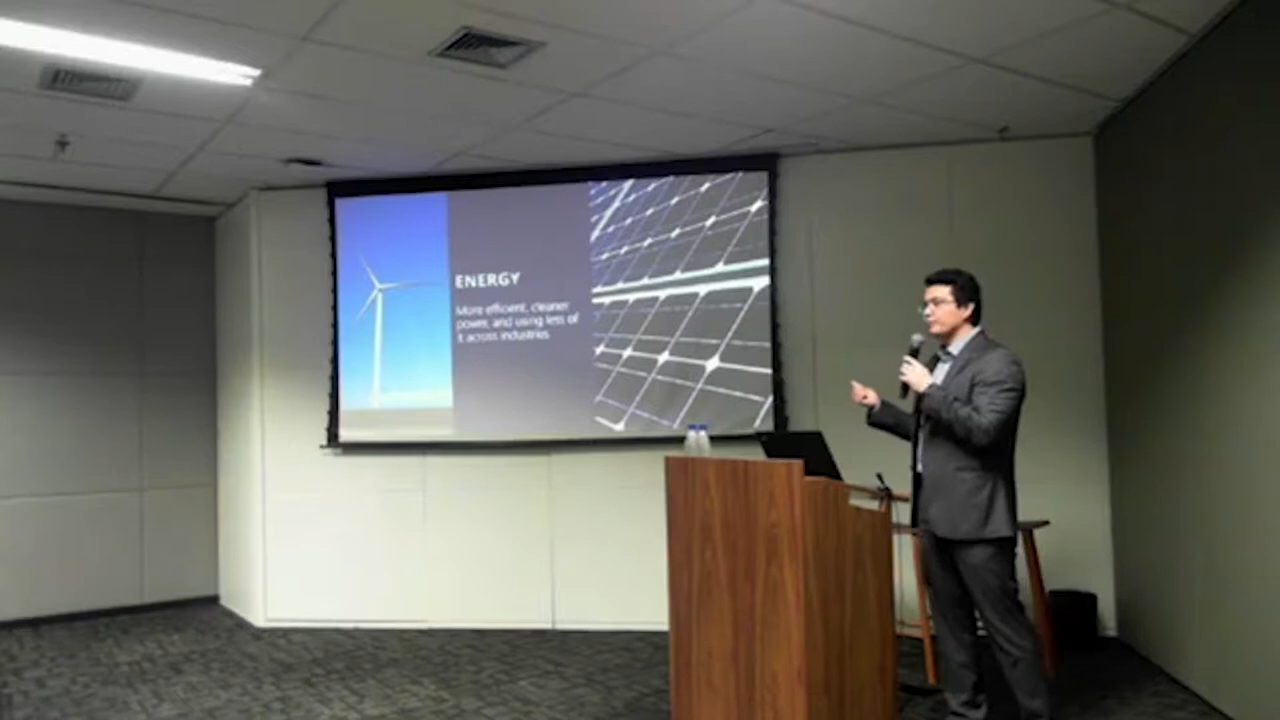 ENERGY
More efficient, cleaner
power, and using less of
it across industries